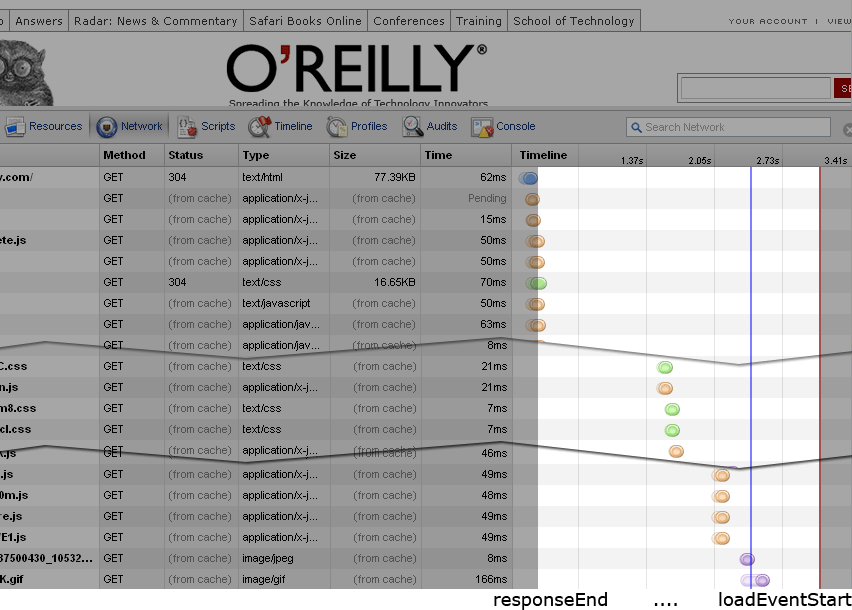 Answers Radar: News & Commentary Safari Books Online Conferences Training School of Technology YOUR ACCOUNT | VIEW
O'REILLY®
Spreading the Knowledge of Technology Innovators
SE
Resources Network Scripts Timeline Profiles Audits Console Search Network
Method Status Type Size Time Timeline 1.37s 2.05s 2.73s 3.41s
y.com/ GET 304 text/html 77.39KB 62ms
GET (from cache) application/x-j... (from cache) Pending
GET (from cache) application/x-j... (from cache) 15ms
ete.js GET (from cache) application/x-j... (from cache) 50ms
GET (from cache) application/x-j... (from cache) 50ms
GET 304 text/css 16.65KB 70ms
GET (from cache) text/javascript (from cache) 50ms
GET (from cache) application/jav... (from cache) 63ms
GET (from cache) application/jav... (from cache) 8ms
C.css GET (from cache) text/css (from cache) 21ms
n.js GET (from cache) application/x-j... (from cache) 21ms
m8.css GET (from cache) text/css (from cache) 7ms
cl.css GET (from cache) text/css (from cache) 7ms
.js GET (from cache) application/x-j... (from cache) 46ms
.js GET (from cache) application/x-j... (from cache) 49ms
0m.js GET (from cache) application/x-j... (from cache) 48ms
re.js GET (from cache) application/x-j... (from cache) 49ms
E1.js GET (from cache) application/x-j... (from cache) 49ms
37500430_10532... GET (from cache) image/jpeg (from cache) 8ms
K.gif GET (from cache) image/gif (from cache) 166ms
responseEnd .... loadEventStart